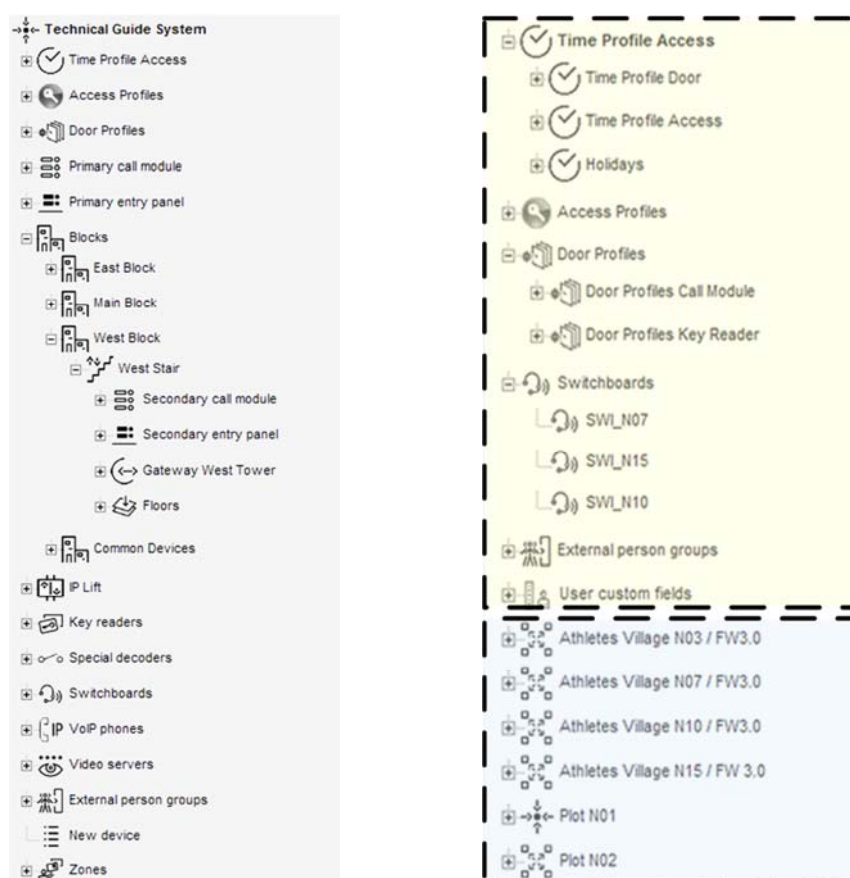 Technical Guide System
Time Profile Access
Access Profiles
Door Profiles
Primary call module
Primary entry panel
Blocks
East Block
Main Block
West Block
West Stair
Secondary call module
Secondary entry panel
Gateway West Tower
Floors
Common Devices
IP Lift
Key readers
Special decoders
Switchboards
IP VoIP phones
Video servers
External person groups
New device
Zones
Time Profile Access
Time Profile Door
Time Profile Access
Holidays
Access Profiles
Door Profiles
Door Profiles Call Module
Door Profiles Key Reader
Switchboards
SWI_N07
SWI_N15
SWI_N10
External person groups
User custom fields
Athletes Village N03 / FW3.0
Athletes Village N07 / FW3.0
Athletes Village N10 / FW3.0
Athletes Village N15 / FW 3.0
Plot N01
Plot N02